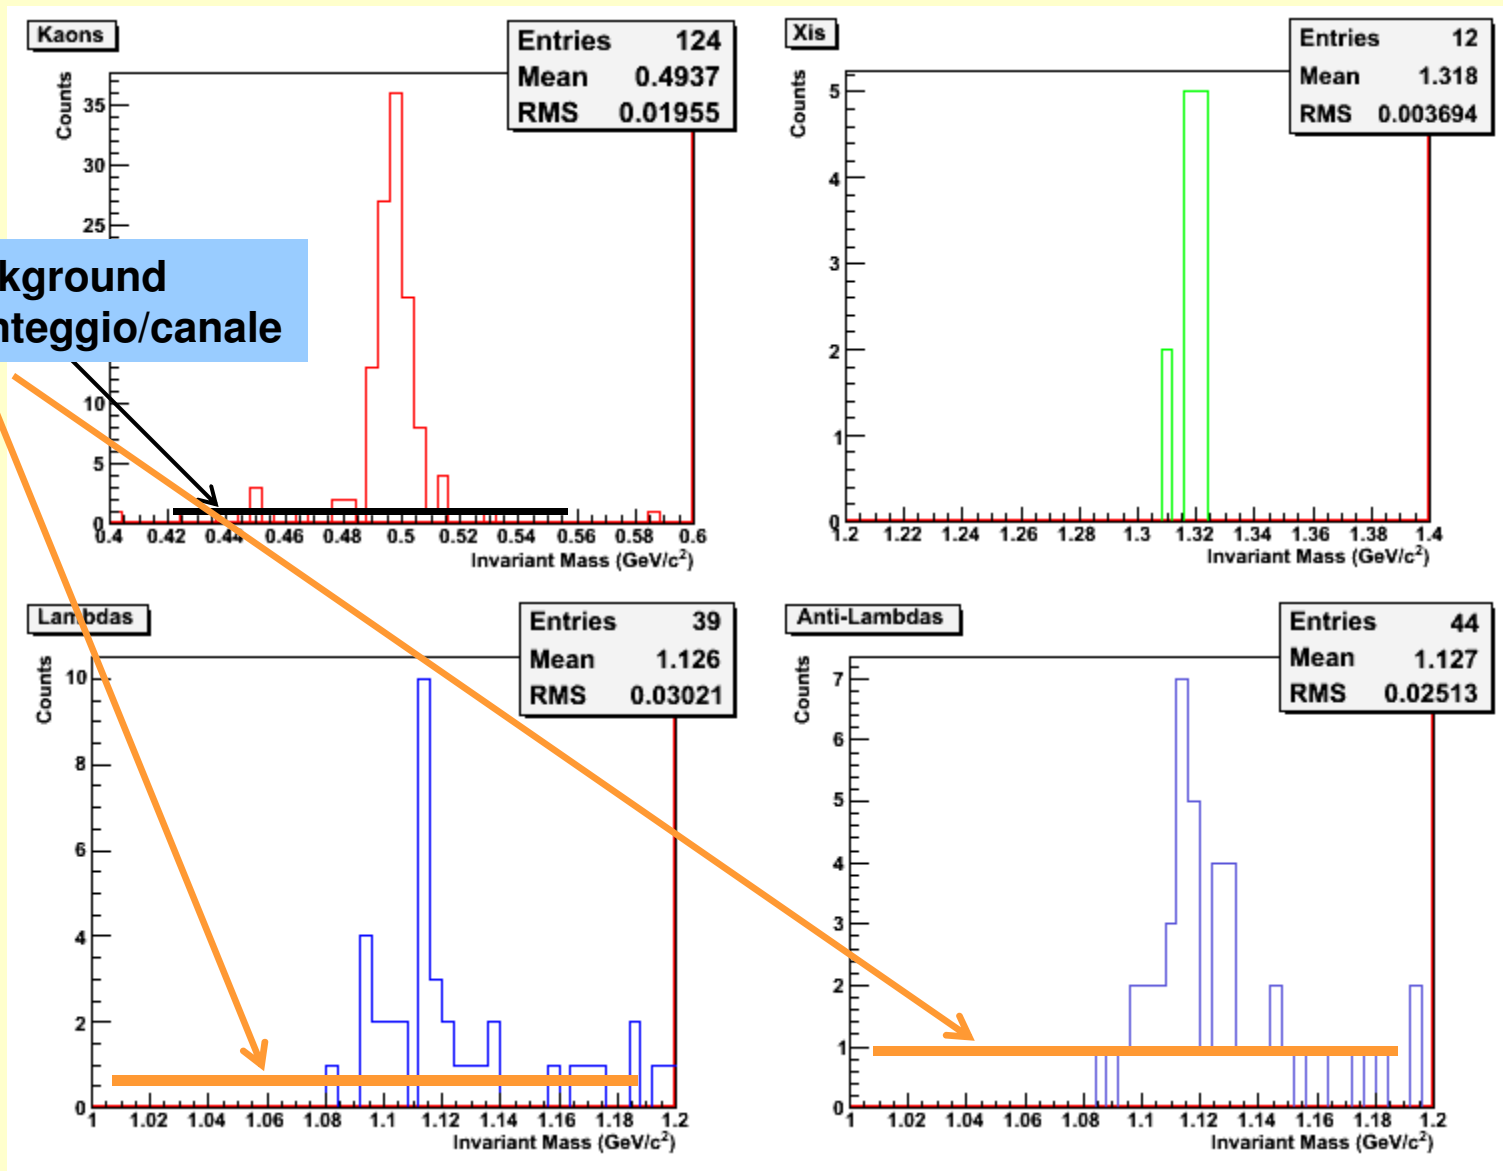 Kaons
Entries 124
Mean 0.4937
RMS 0.01955
Counts
35
30
25
10
5
0
0.4 0.42 0.44 0.46 0.48 0.5 0.52 0.54 0.56 0.58 0.6
Invariant Mass (GeV/c²)
kground
nteggio/canale
Xis
Entries 12
Mean 1.318
RMS 0.003694
Counts
5
4
3
2
1
0
1.2 1.22 1.24 1.26 1.28 1.3 1.32 1.34 1.36 1.38 1.4
Invariant Mass (GeV/c²)
Lambdas
Entries 39
Mean 1.126
RMS 0.03021
Counts
10
8
6
4
2
0
1 1.02 1.04 1.06 1.08 1.1 1.12 1.14 1.16 1.18 1.2
Invariant Mass (GeV/c²)
Anti-Lambdas
Entries 44
Mean 1.127
RMS 0.02513
Counts
7
6
5
4
3
2
1
0
1 1.02 1.04 1.06 1.08 1.1 1.12 1.14 1.16 1.18 1.2
Invariant Mass (GeV/c²)